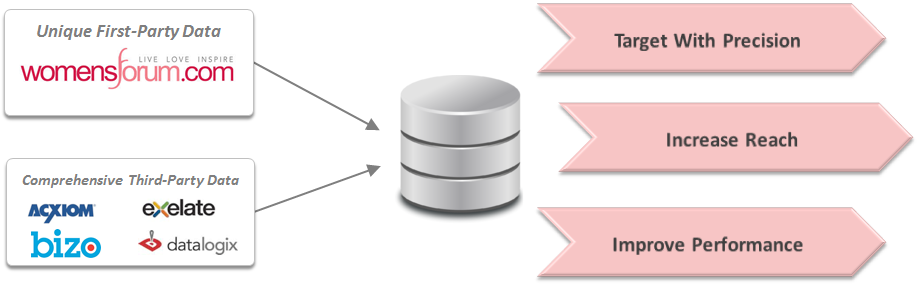 Unique First-Party Data
LIVE LOVE INSPIRE
womensforum.com
Comprehensive Third-Party Data
ACXIOM
eXelate
bizo
datalogix
Target With Precision
Increase Reach
Improve Performance